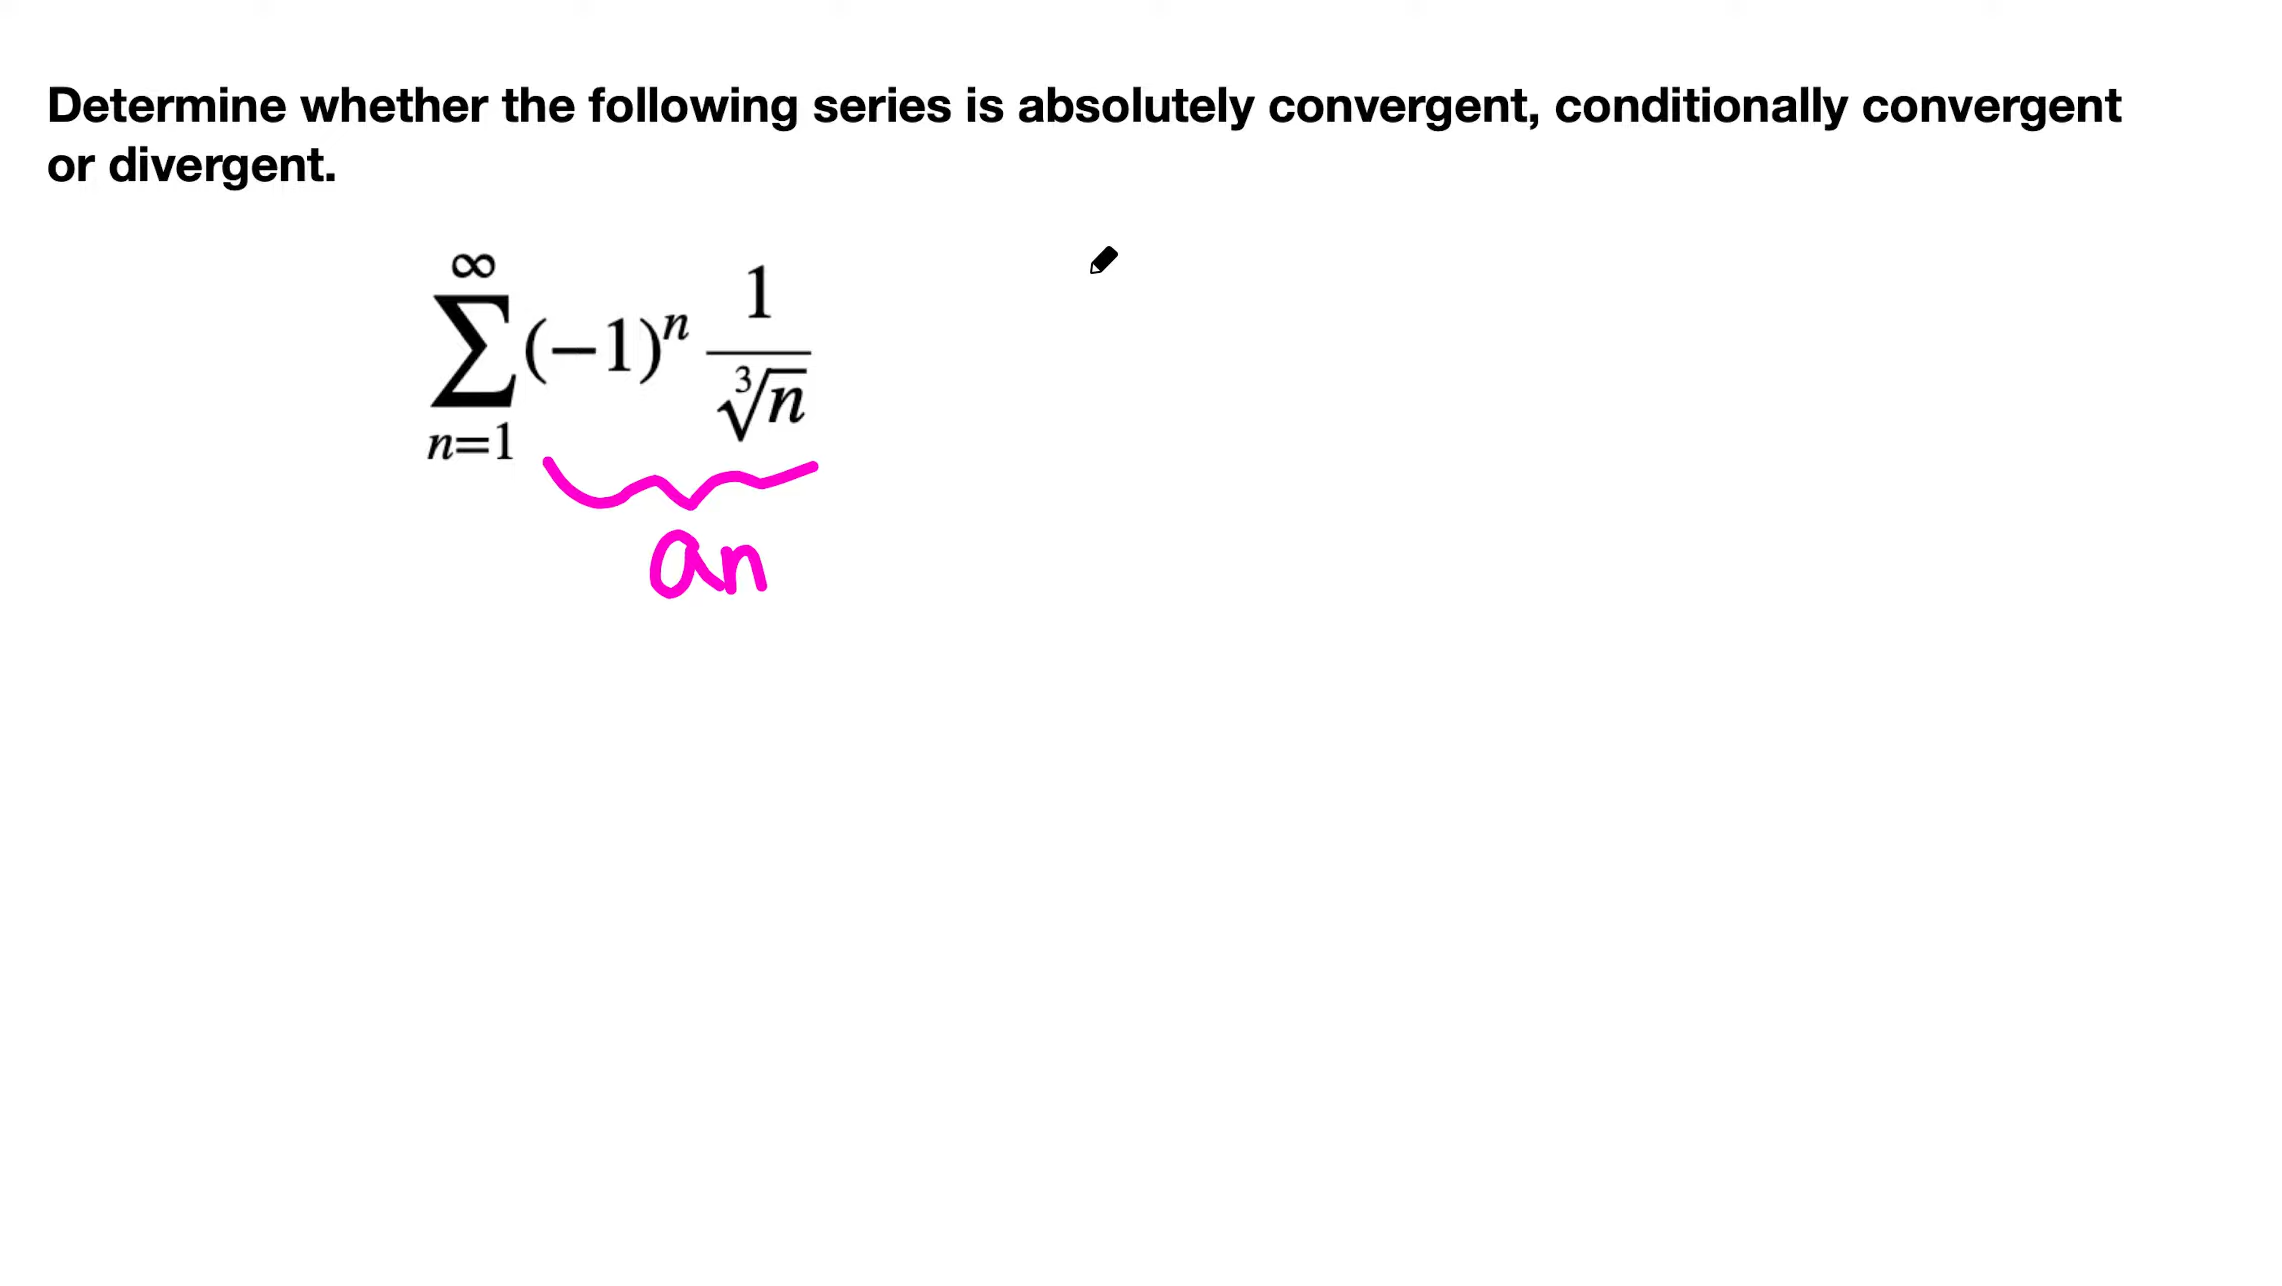 Determine whether the following series is absolutely convergent, conditionally convergent
or divergent.
∞
∑(−1)ⁿ 1/∛n
n=1
an